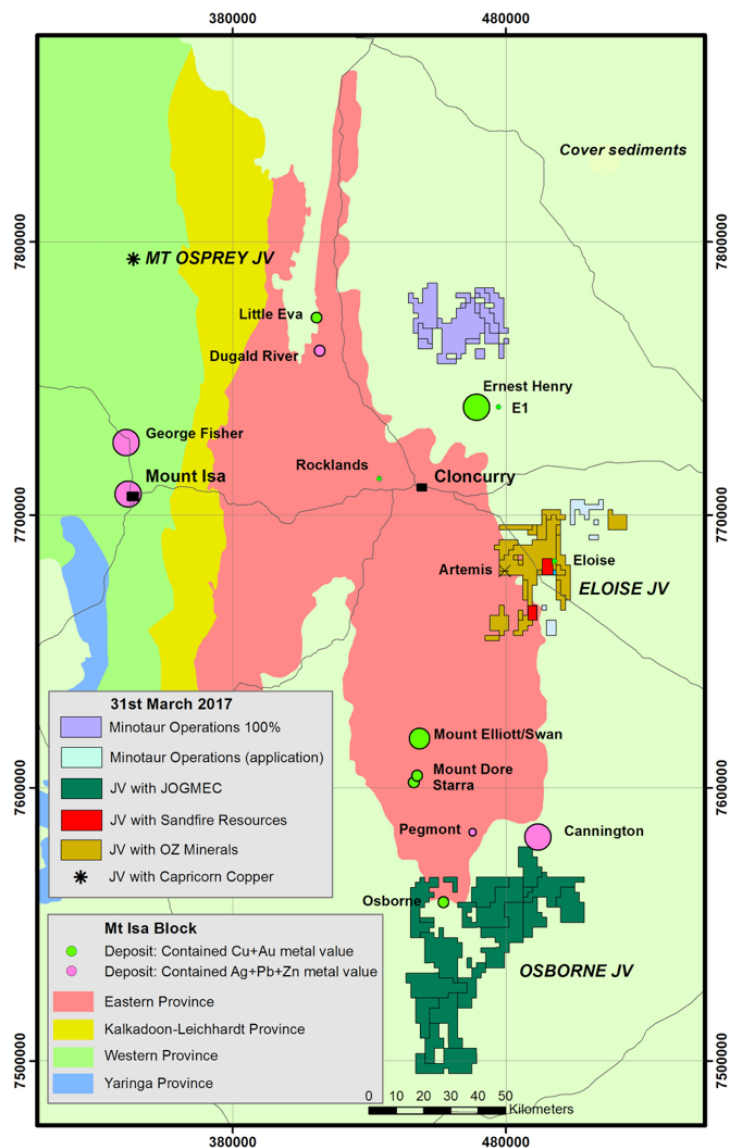 380000
480000
Cover sediments
7800000
7800000
MT OSPREY JV
Little Eva
Dugald River
Ernest Henry
E1
George Fisher
Rocklands
Mount Isa
Cloncurry
7700000
7700000
Artemis
Eloise
ELOISE JV
31st March 2017
Minotaur Operations 100%
Minotaur Operations (application)
JV with JOGMEC
JV with Sandfire Resources
JV with OZ Minerals
JV with Capricorn Copper
Mount Elliott/Swan
Mount Dore
Starra
7600000
7600000
Pegmont
Cannington
Osborne
OSBORNE JV
Mt Isa Block
Deposit: Contained Cu+Au metal value
Deposit: Contained Ag+Pb+Zn metal value
Eastern Province
Kalkadoon-Leichhardt Province
Western Province
Yaringa Province
7500000
7500000
0 10 20 30 40 50
Kilometers
380000
480000